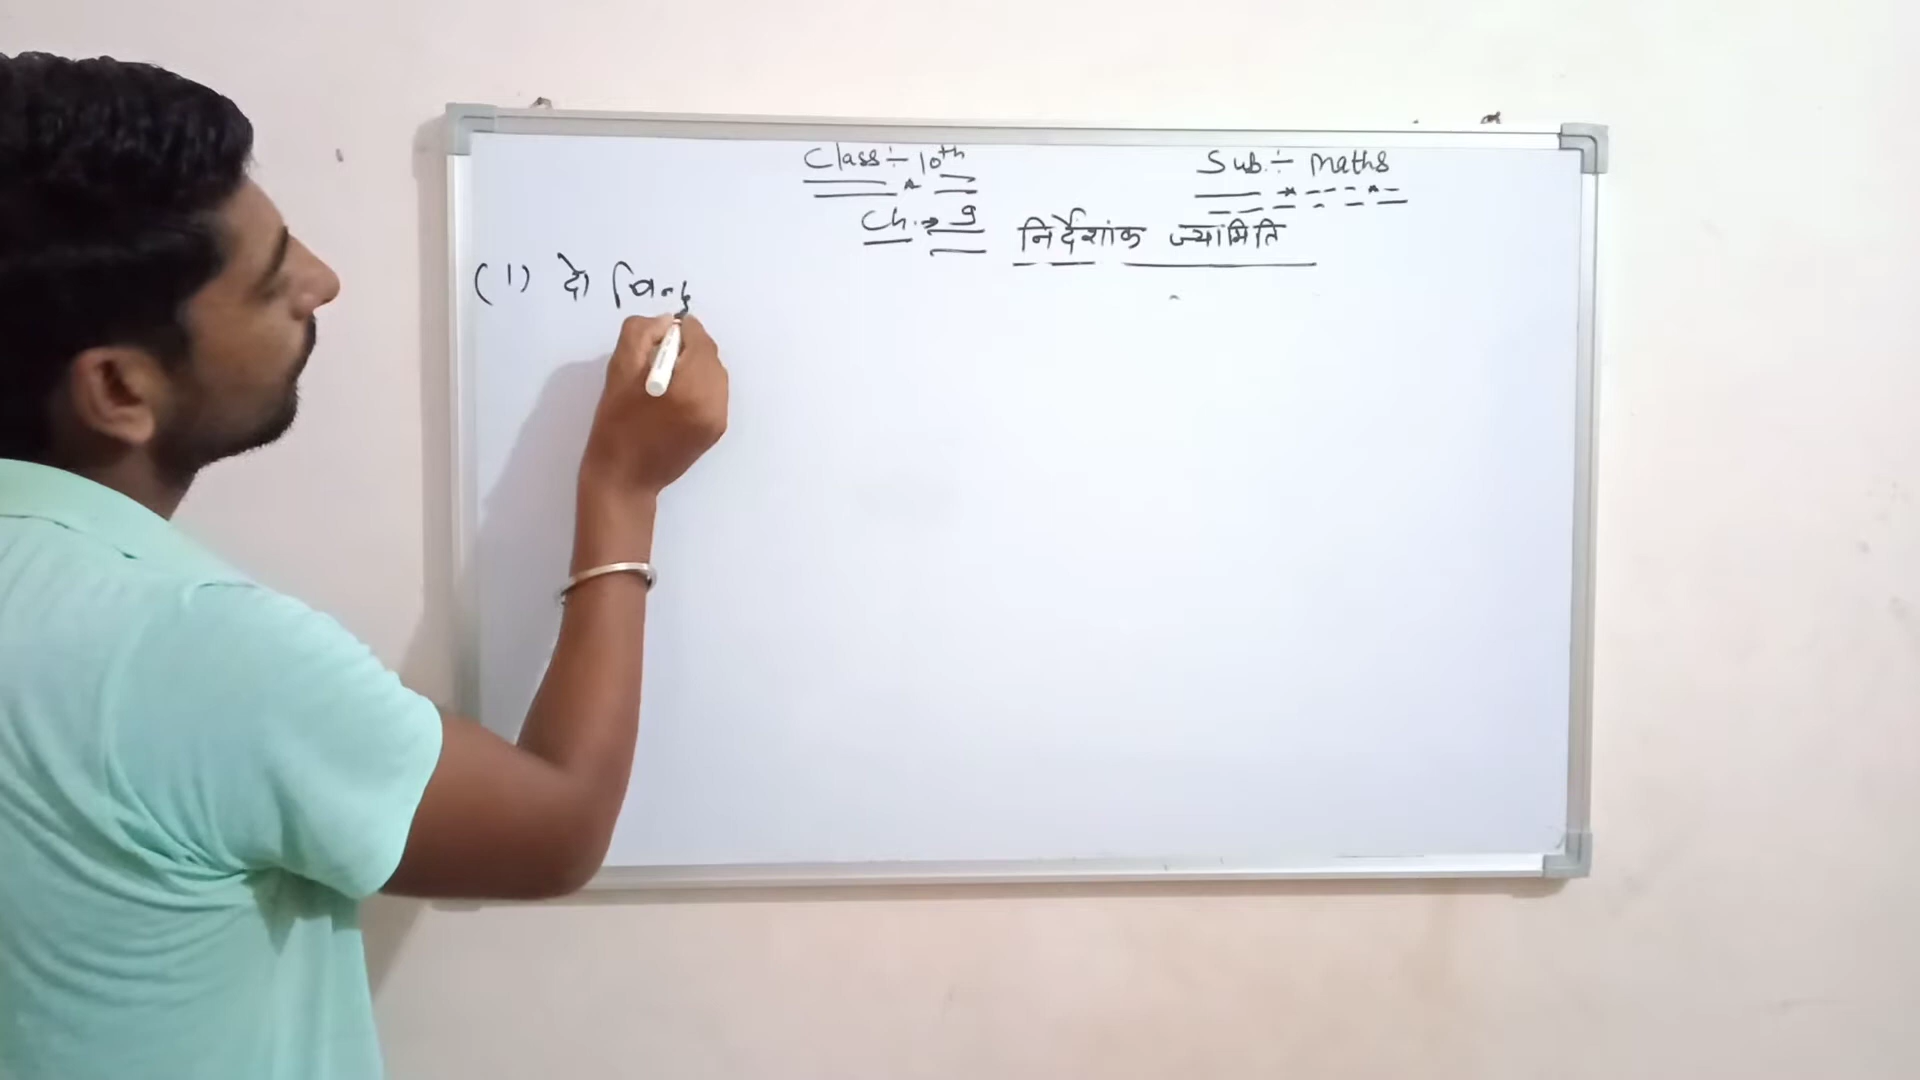 Class :- 10th
Sub. :- Maths
Ch. → 9 निर्देशांक ज्यामिति
(1) दो